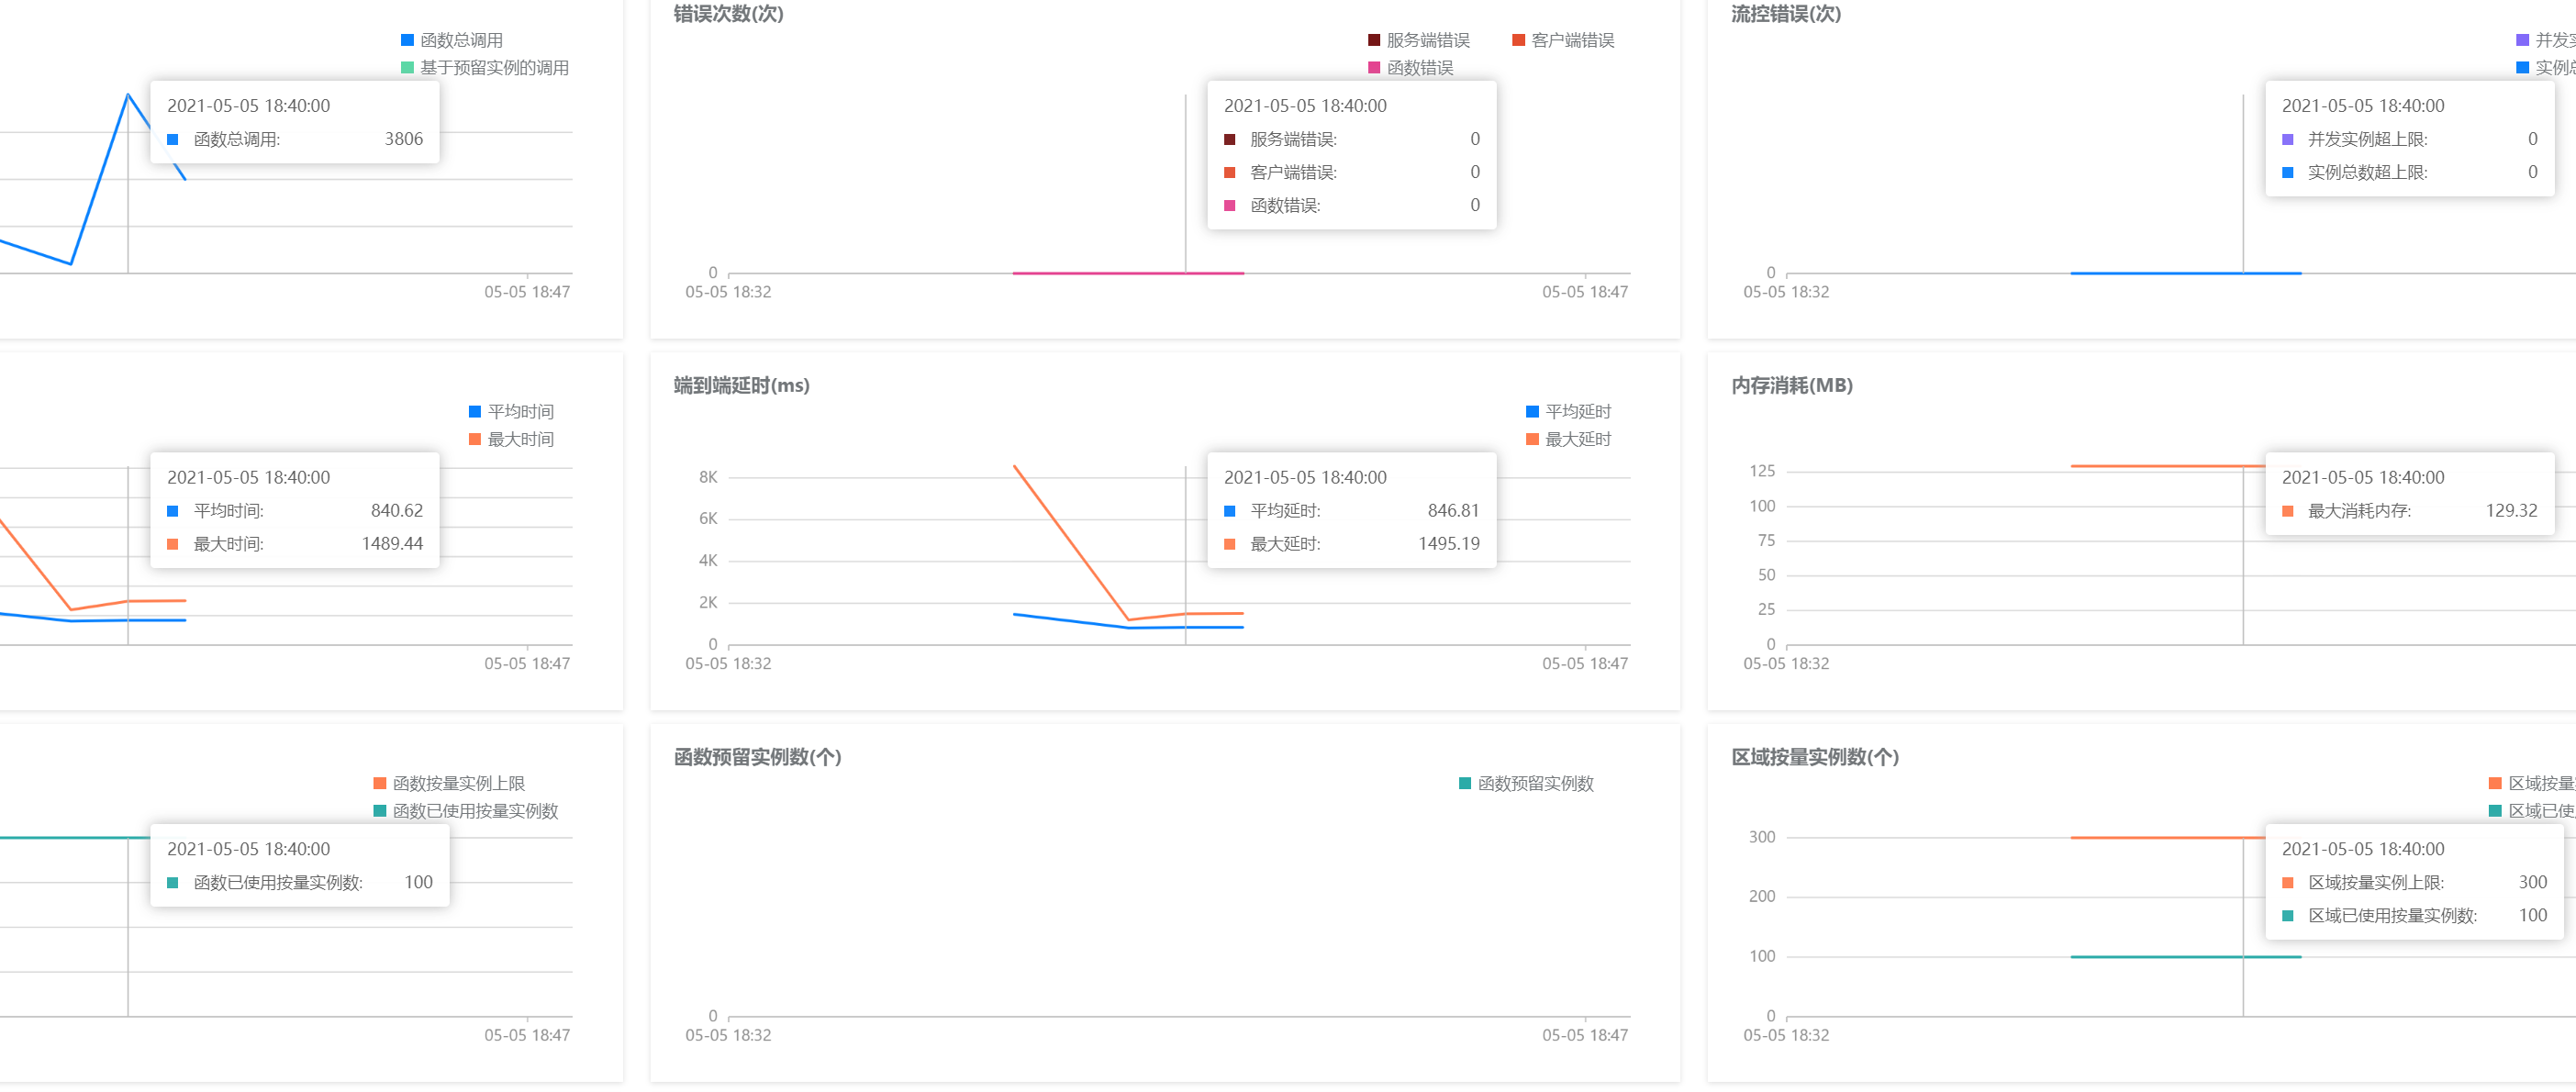 函数总调用
基于预留实例的调用
2021-05-05 18:40:00
函数总调用: 3806
05-05 18:47
错误次数(次)
服务端错误 客户端错误
函数错误
2021-05-05 18:40:00
服务端错误: 0
客户端错误: 0
函数错误: 0
0
05-05 18:32 05-05 18:47
流控错误(次)
并发实
实例总
2021-05-05 18:40:00
并发实例超上限: 0
实例总数超上限: 0
0
05-05 18:32
平均时间
最大时间
2021-05-05 18:40:00
平均时间: 840.62
最大时间: 1489.44
05-05 18:47
端到端延时(ms)
平均延时
最大延时
8K
6K
4K
2K
0
2021-05-05 18:40:00
平均延时: 846.81
最大延时: 1495.19
05-05 18:32 05-05 18:47
内存消耗(MB)
125
100
75
50
25
0
2021-05-05 18:40:00
最大消耗内存: 129.32
05-05 18:32
函数按量实例上限
函数已使用按量实例数
2021-05-05 18:40:00
函数已使用按量实例数: 100
05-05 18:47
函数预留实例数(个)
函数预留实例数
0
05-05 18:32 05-05 18:47
区域按量实例数(个)
区域按量
区域已使
300
200
100
0
2021-05-05 18:40:00
区域按量实例上限: 300
区域已使用按量实例数: 100
05-05 18:32